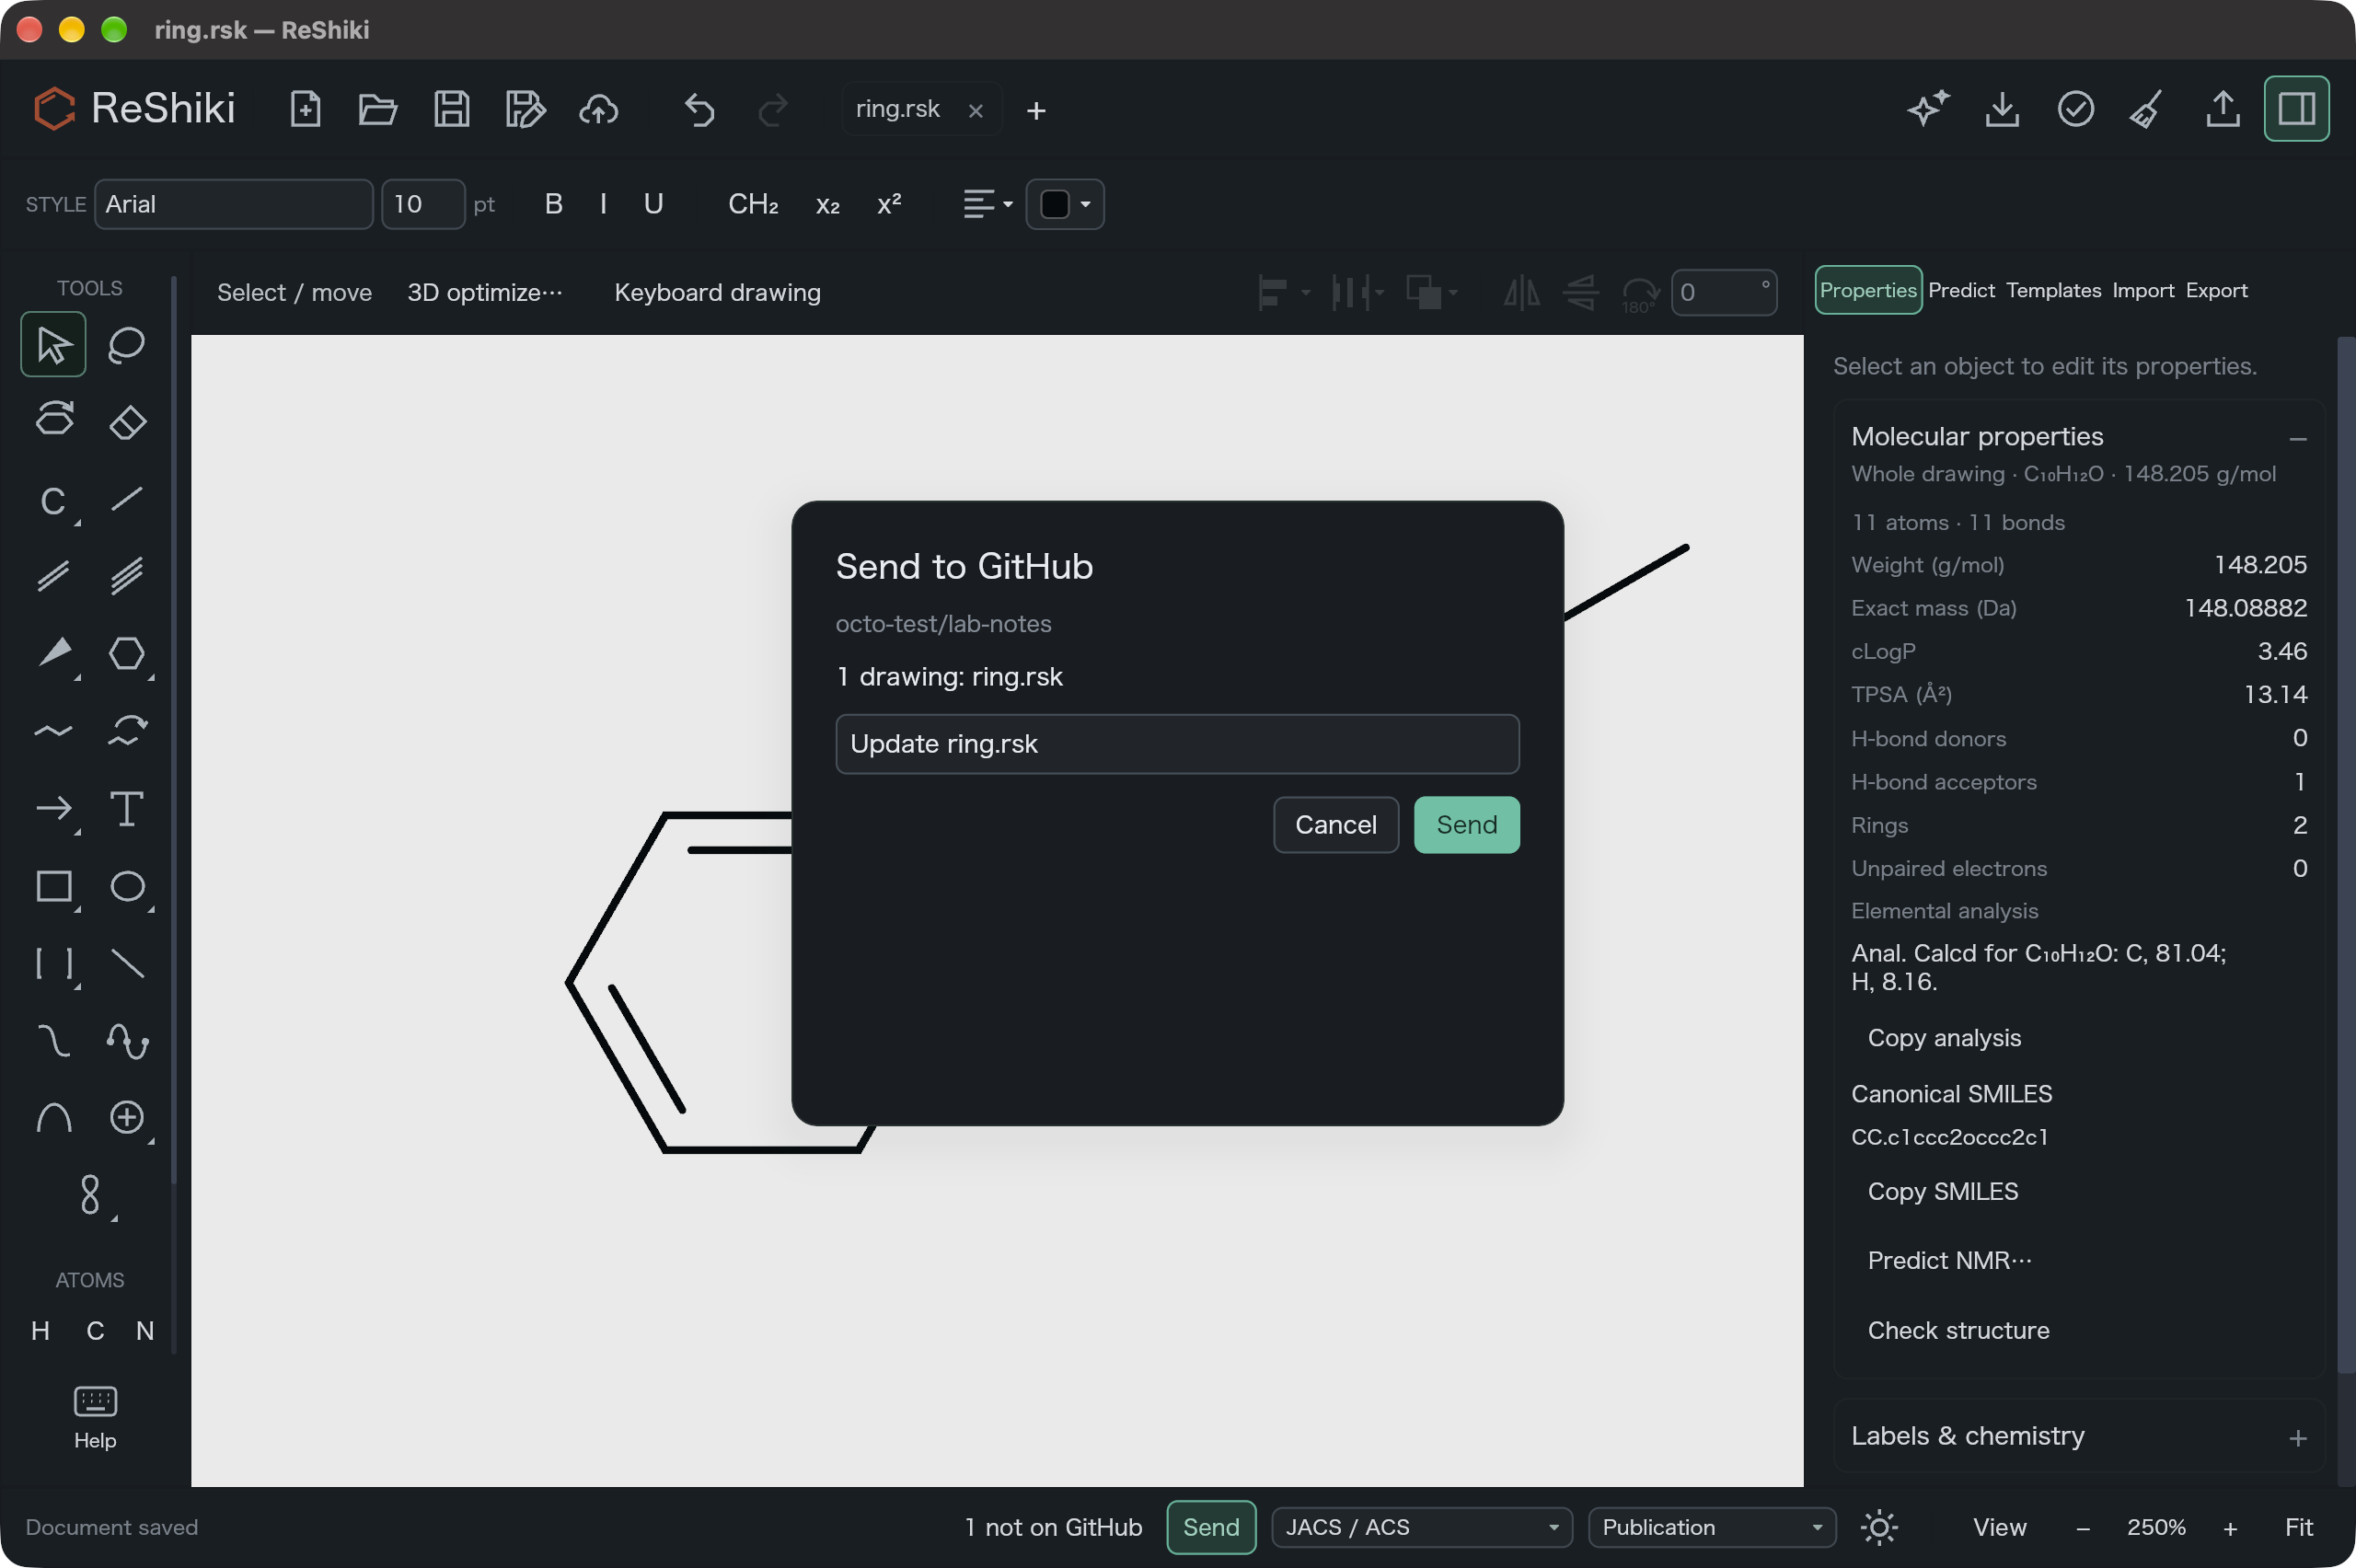 ring.rsk — ReShiki
ReShiki
ring.rsk × +
STYLE Arial 10 pt B I U CH₂ x₂ x²
TOOLS
Select / move 3D optimize··· Keyboard drawing
180°
0 °
Properties Predict Templates Import Export
Select an object to edit its properties.
Molecular properties −
Whole drawing · C₁₀H₁₂O · 148.205 g/mol
11 atoms · 11 bonds
Weight (g/mol) 148.205
Exact mass (Da) 148.08882
cLogP 3.46
TPSA (Å²) 13.14
H-bond donors 0
H-bond acceptors 1
Rings 2
Unpaired electrons 0
Elemental analysis
Anal. Calcd for C₁₀H₁₂O: C, 81.04;
H, 8.16.
Copy analysis
Canonical SMILES
CC.c1ccc2occc2c1
Copy SMILES
Predict NMR···
Check structure
Labels & chemistry +
Send to GitHub
octo-test/lab-notes
1 drawing: ring.rsk
Update ring.rsk
Cancel Send
C
T
[ ]
ATOMS
H C N
Help
Document saved
1 not on GitHub Send JACS / ACS Publication View − 250% + Fit